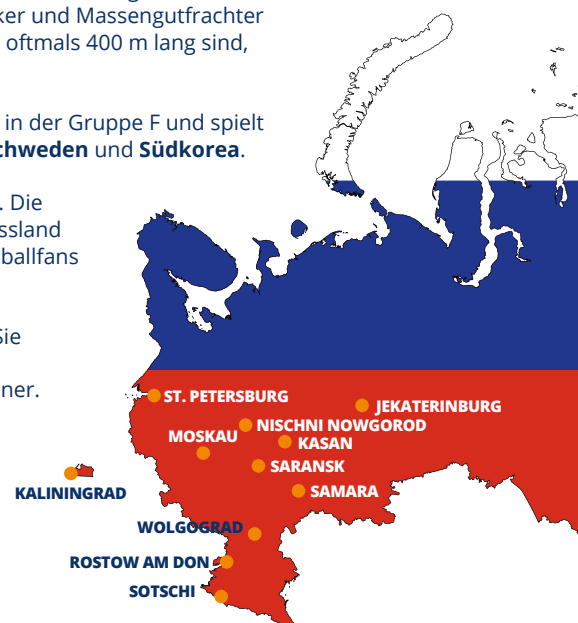 ker und Massengutfrachter
oftmals 400 m lang sind,
in der Gruppe F und spielt
chweden und Südkorea.
. Die
ssland
ballfans
Sie
ner.
ST. PETERSBURG
JEKATERINBURG
NISCHNI NOWGOROD
MOSKAU
KASAN
SARANSK
KALININGRAD
SAMARA
WOLGOGRAD
ROSTOW AM DON
SOTSCHI